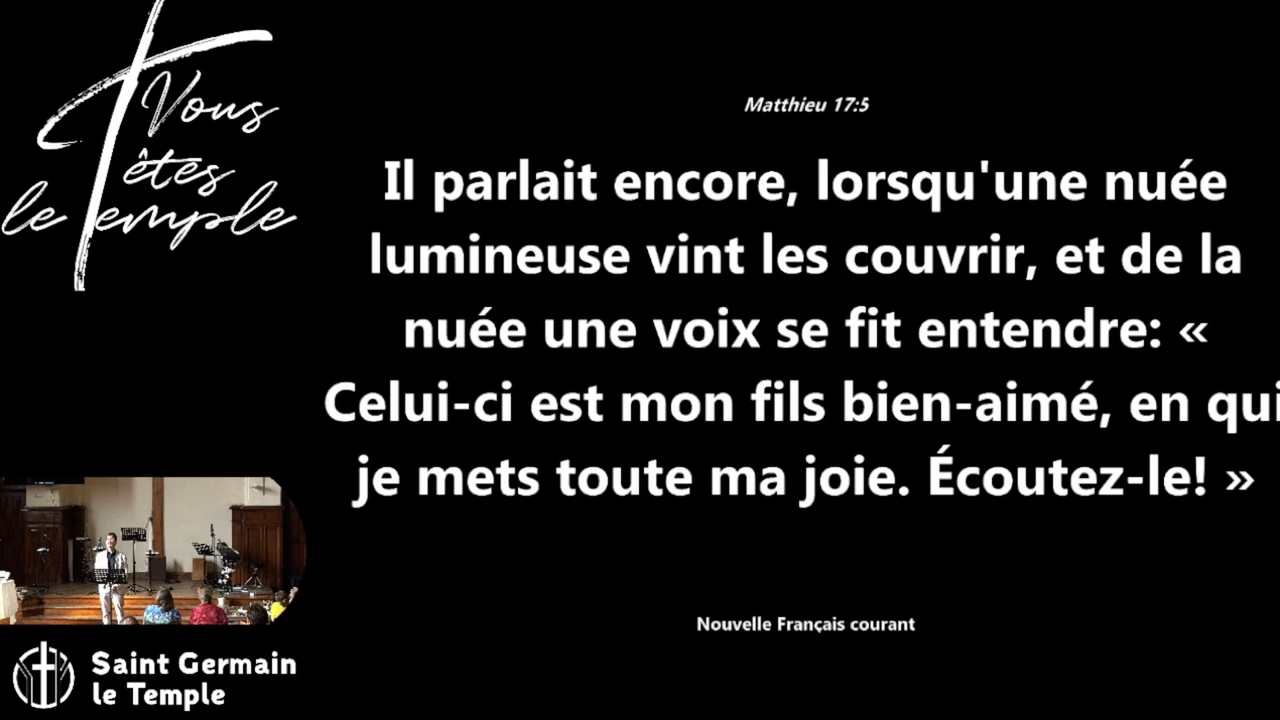 Vous
êtes
le Temple
Matthieu 17:5
Il parlait encore, lorsqu'une nuée
lumineuse vint les couvrir, et de la
nuée une voix se fit entendre: «
Celui-ci est mon fils bien-aimé, en qui
je mets toute ma joie. Écoutez-le! »
Nouvelle Français courant
Saint Germain
le Temple